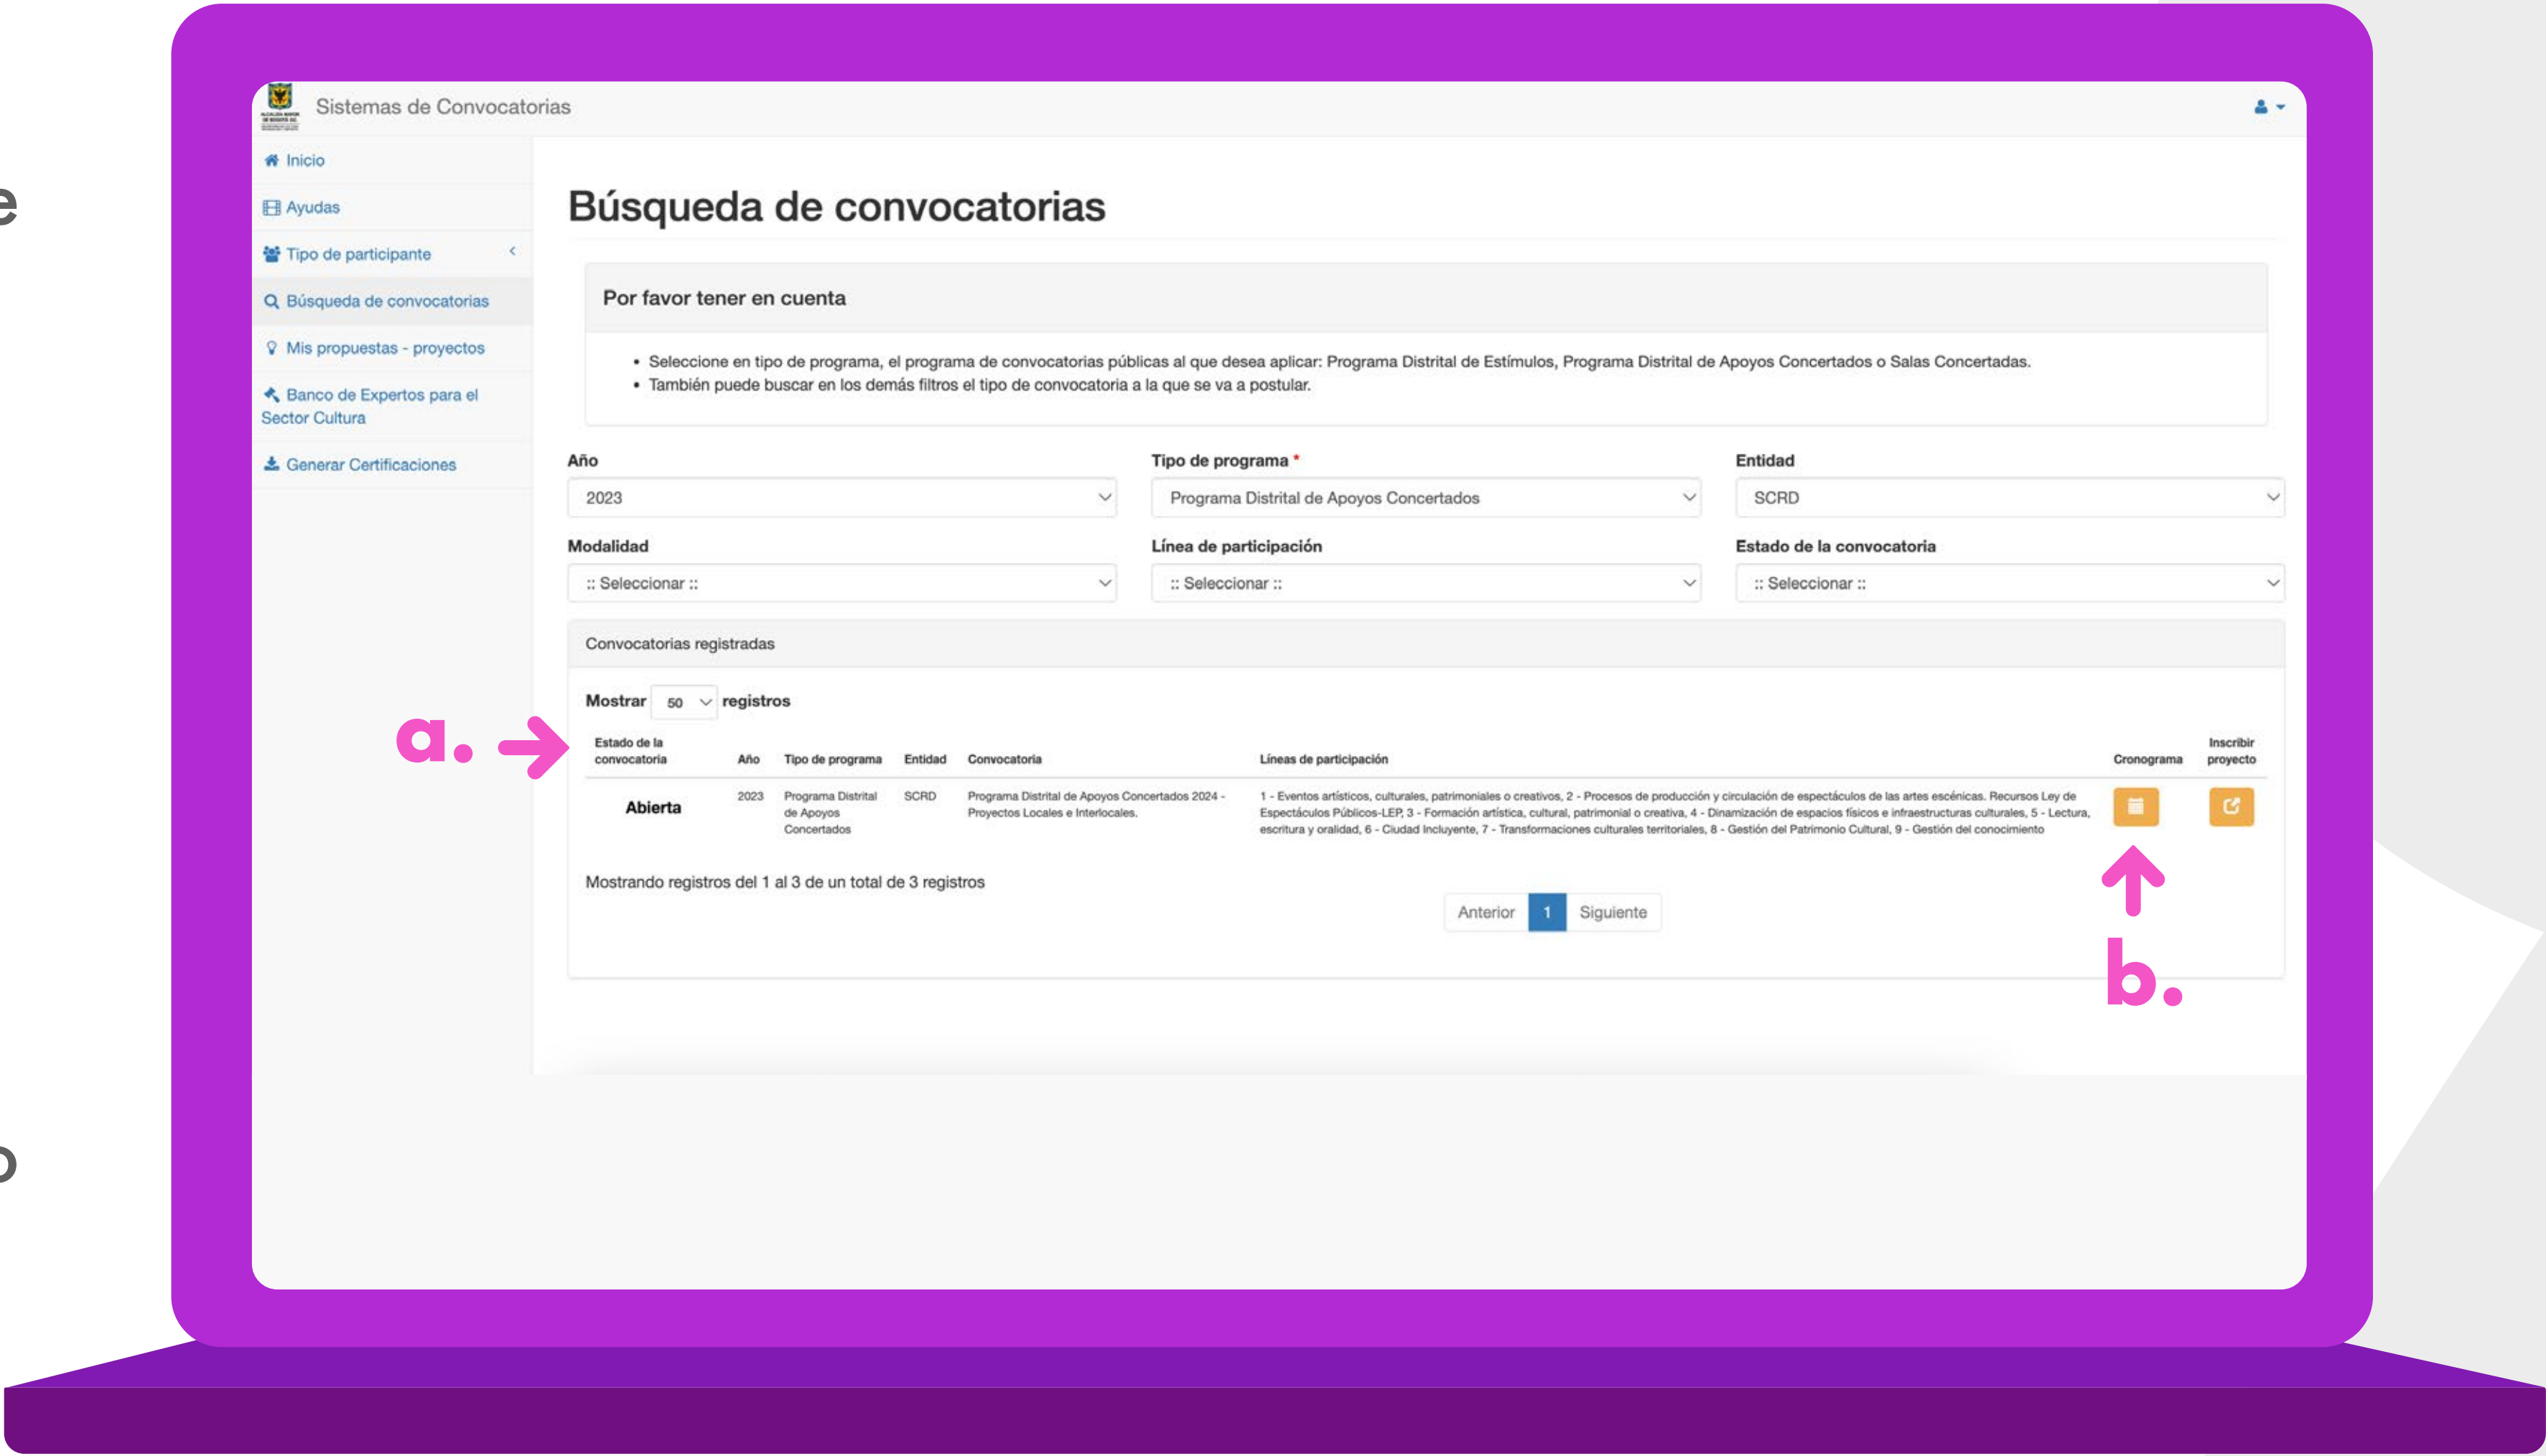 Sistemas de Convocatorias
ALCALDÍA MAYOR
DE BOGOTÁ D.C.
Inicio
Ayudas
Tipo de participante
Búsqueda de convocatorias
Mis propuestas - proyectos
Banco de Expertos para el
Sector Cultura
Generar Certificaciones
Búsqueda de convocatorias
Por favor tener en cuenta
• Seleccione en tipo de programa, el programa de convocatorias públicas al que desea aplicar: Programa Distrital de Estímulos, Programa Distrital de Apoyos Concertados o Salas Concertadas.
• También puede buscar en los demás filtros el tipo de convocatoria a la que se va a postular.
Año Tipo de programa * Entidad
2023 Programa Distrital de Apoyos Concertados SCRD
Modalidad Línea de participación Estado de la convocatoria
:: Seleccionar :: :: Seleccionar :: :: Seleccionar ::
Convocatorias registradas
Mostrar 50 registros
a.
Estado de la convocatoria Año Tipo de programa Entidad Convocatoria Líneas de participación Cronograma Inscribir proyecto
Abierta
2023
Programa Distrital
de Apoyos
Concertados
SCRD
Programa Distrital de Apoyos Concertados 2024 -
Proyectos Locales e Interlocales.
1 - Eventos artísticos, culturales, patrimoniales o creativos, 2 - Procesos de producción y circulación de espectáculos de las artes escénicas. Recursos Ley de
Espectáculos Públicos-LEP, 3 - Formación artística, cultural, patrimonial o creativa, 4 - Dinamización de espacios físicos e infraestructuras culturales, 5 - Lectura,
escritura y oralidad, 6 - Ciudad Incluyente, 7 - Transformaciones culturales territoriales, 8 - Gestión del Patrimonio Cultural, 9 - Gestión del conocimiento
Mostrando registros del 1 al 3 de un total de 3 registros
Anterior 1 Siguiente
b.